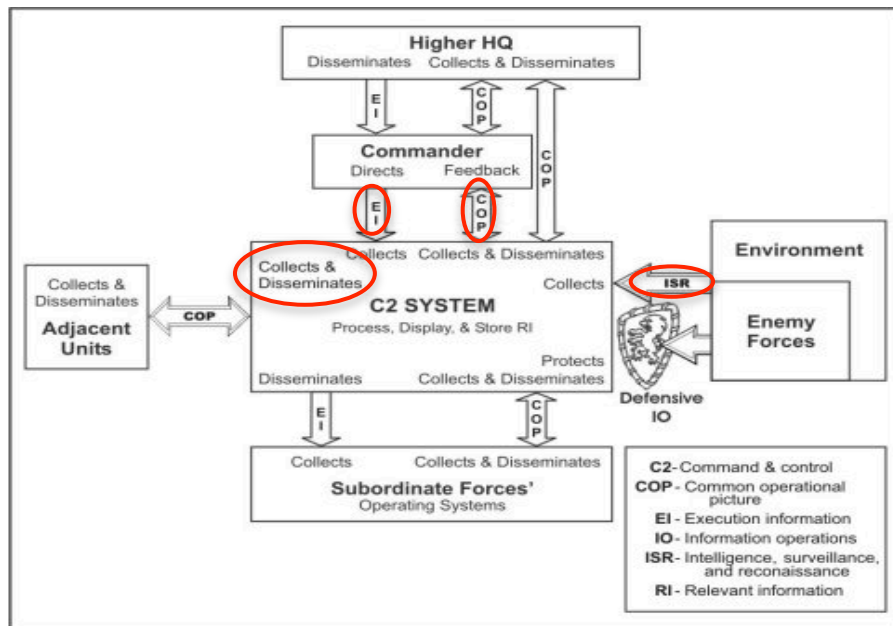 Higher HQ
Disseminates Collects & Disseminates
EI
COP
COP
Commander
Directs Feedback
EI
COP
Collects Collects & Disseminates
Collects &
Disseminates
Collects
C2 SYSTEM
Process, Display, & Store RI
Protects
Disseminates Collects & Disseminates
Collects &
Disseminates
Adjacent
Units
COP
ISR
Environment
Enemy
Forces
Defensive
IO
EI
COP
Collects Collects & Disseminates
Subordinate Forces'
Operating Systems
C2-Command & control
COP- Common operational
picture
EI - Execution information
IO - Information operations
ISR- Intelligence, surveillance,
and reconaissance
RI- Relevant information